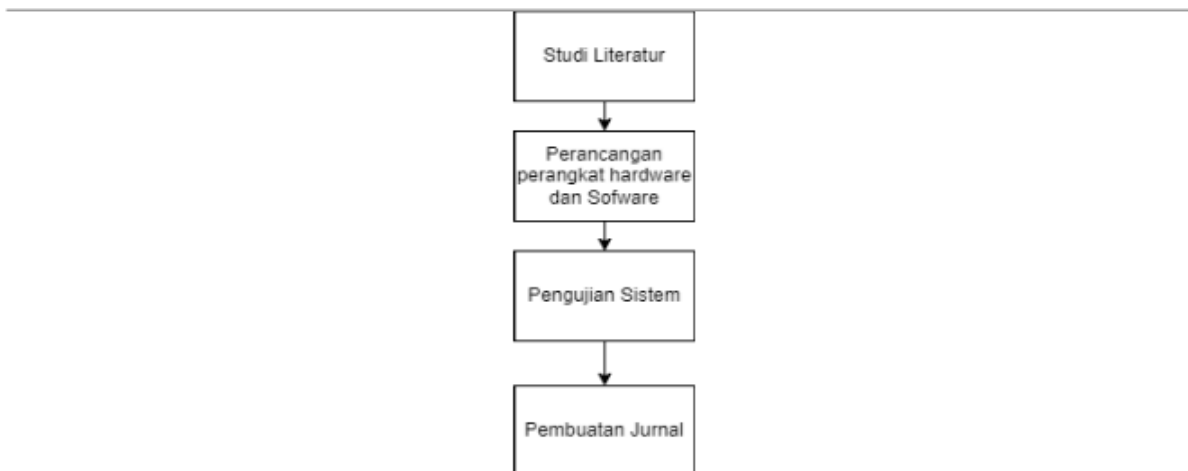 Studi Literatur
Perancangan
perangkat hardware
dan Sofware
Pengujian Sistem
Pembuatan Jurnal